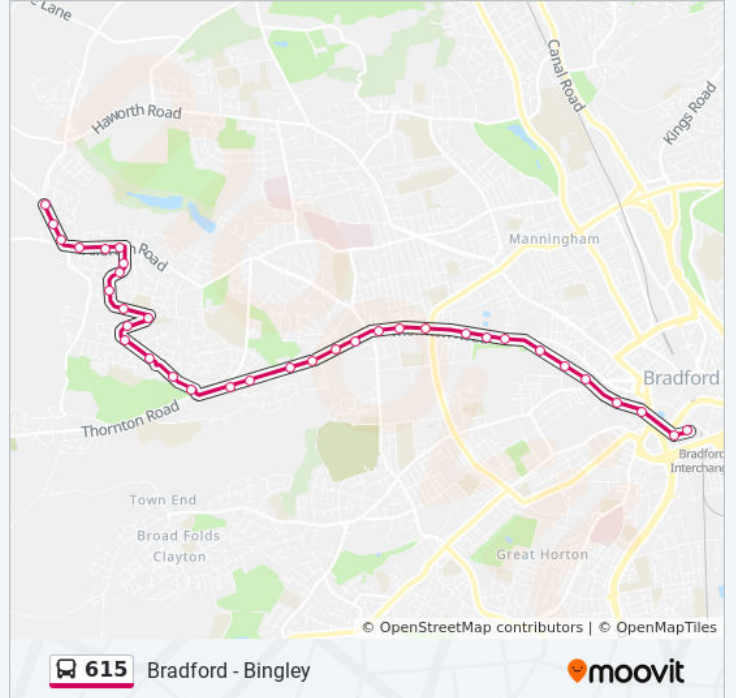 Lane
Haworth Road
Canal Road
Kings Road
Manningham
Road
Bradford
Thornton Road
Bradford
Interchang
Town End
Broad Folds
Clayton
Great Horton
© OpenStreetMap contributors | © OpenMapTiles
615 Bradford - Bingley
moovit